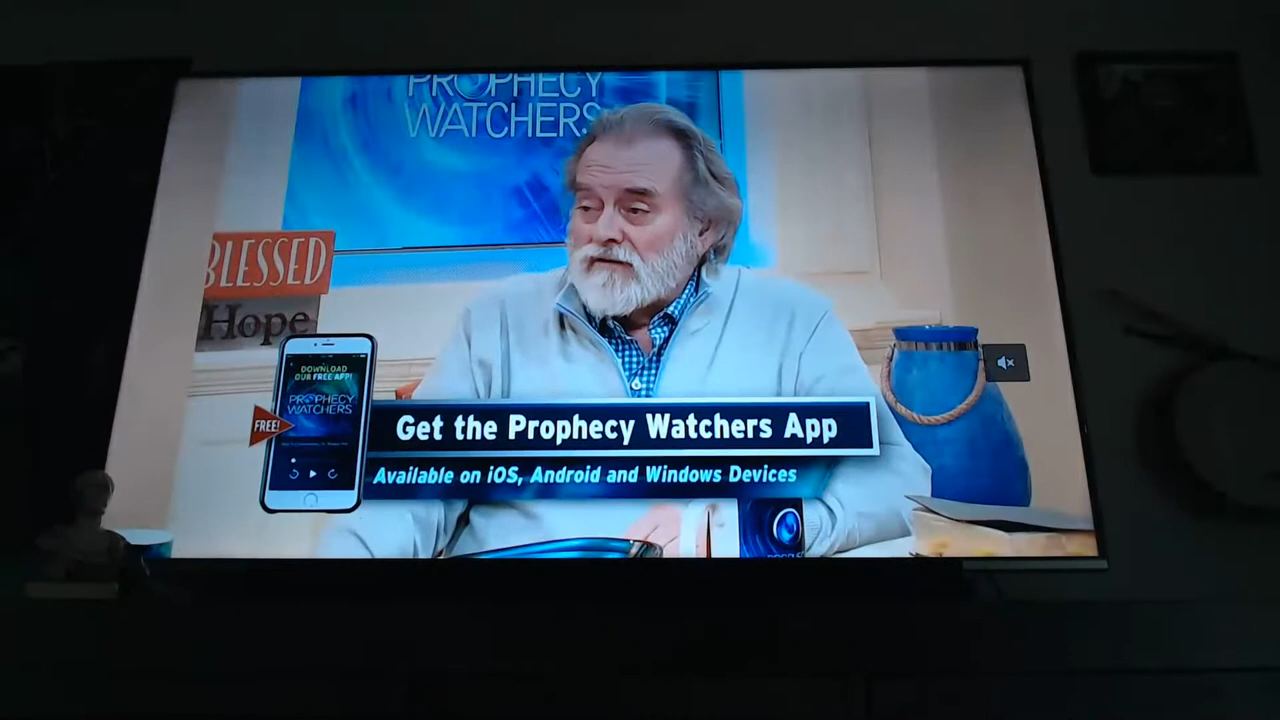 PROPHECY
WATCHERS
BLESSED
Hope
DOWNLOAD
OUR FREE APP!
PROPHECY
WATCHERS
FREE!
Get the Prophecy Watchers App
Available on iOS, Android and Windows Devices